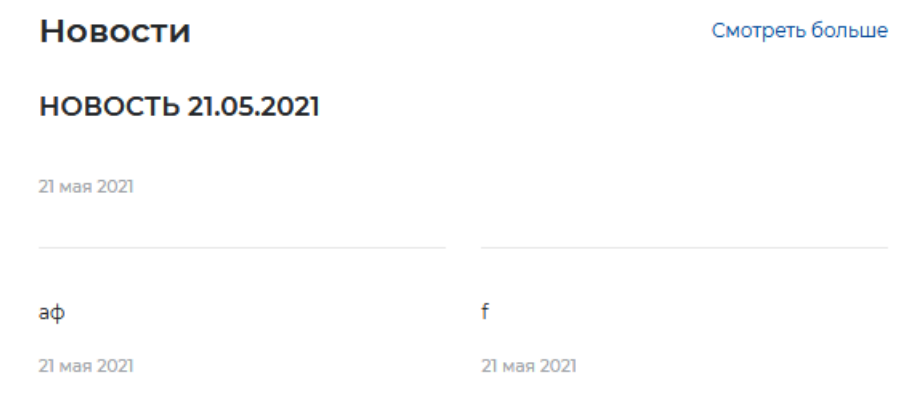 Новости
Смотреть больше
НОВОСТЬ 21.05.2021
21 мая 2021
аф
f
21 мая 2021
21 мая 2021